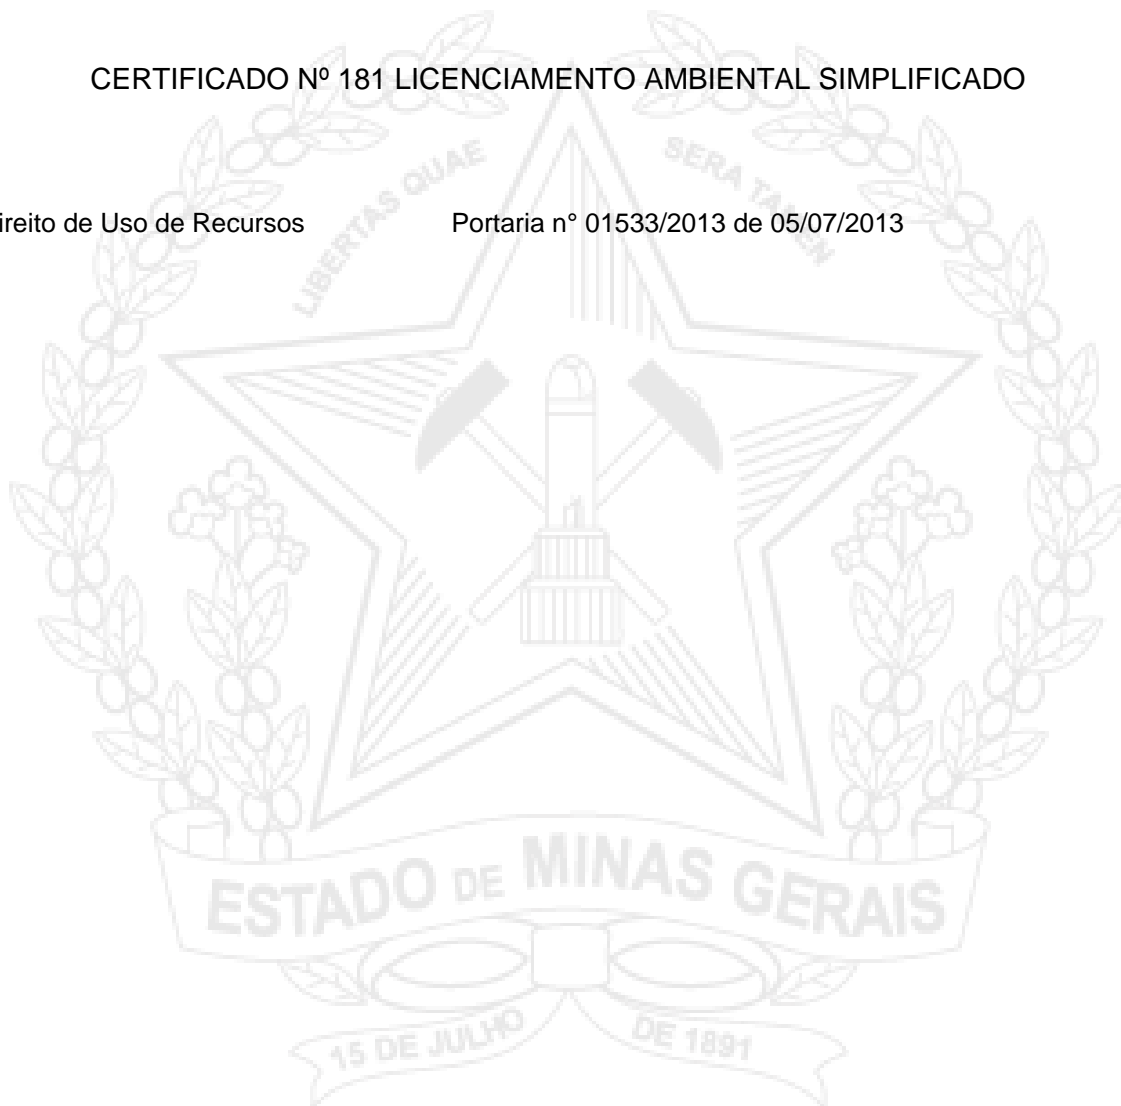 CERTIFICADO Nº 181 LICENCIAMENTO AMBIENTAL SIMPLIFICADO
LIBERTAS QUAE SERA TAMEN
ireito de Uso de Recursos Portaria n° 01533/2013 de 05/07/2013
ESTADO DE MINAS GERAIS
15 DE JULHO DE 1891